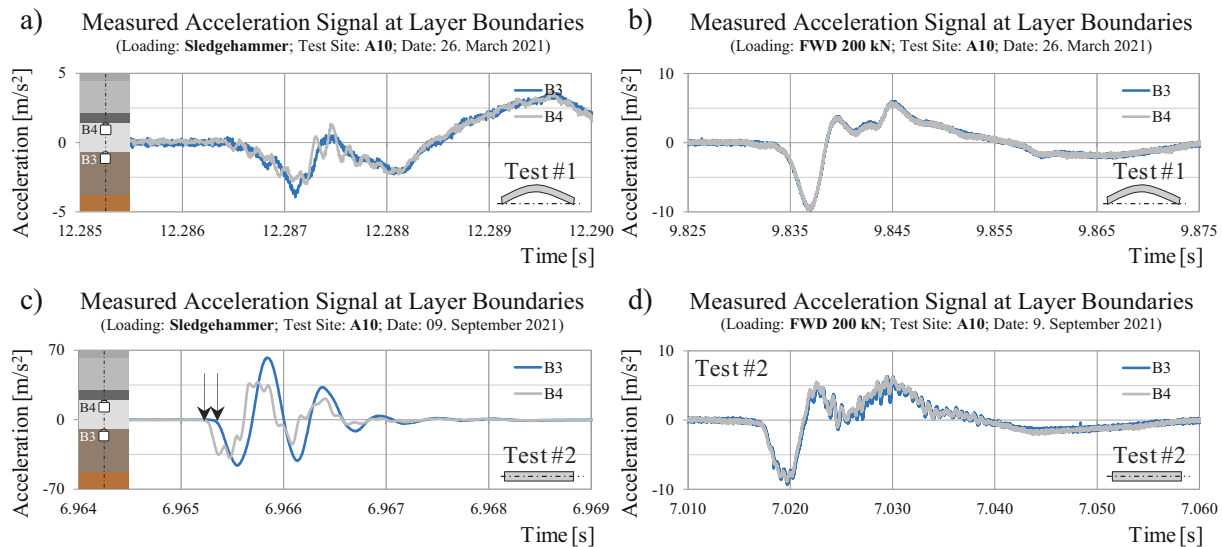 a) Measured Acceleration Signal at Layer Boundaries
(Loading: Sledgehammer; Test Site: A10; Date: 26. March 2021)
Acceleration [m/s²]
5
0
-5
B4
B3
B3
B4
Test #1
12.285 12.286 12.287 12.288 12.289 12.290
Time [s]
b) Measured Acceleration Signal at Layer Boundaries
(Loading: FWD 200 kN; Test Site: A10; Date: 26. March 2021)
Acceleration [m/s²]
10
0
-10
B3
B4
Test #1
9.825 9.835 9.845 9.855 9.865 9.875
Time [s]
c) Measured Acceleration Signal at Layer Boundaries
(Loading: Sledgehammer; Test Site: A10; Date: 09. September 2021)
Acceleration [m/s²]
70
0
-70
B4
B3
B3
B4
Test #2
6.964 6.965 6.966 6.967 6.968 6.969
Time [s]
d) Measured Acceleration Signal at Layer Boundaries
(Loading: FWD 200 kN; Test Site: A10; Date: 9. September 2021)
Acceleration [m/s²]
10
0
-10
Test #2
B3
B4
Test #2
7.010 7.020 7.030 7.040 7.050 7.060
Time [s]